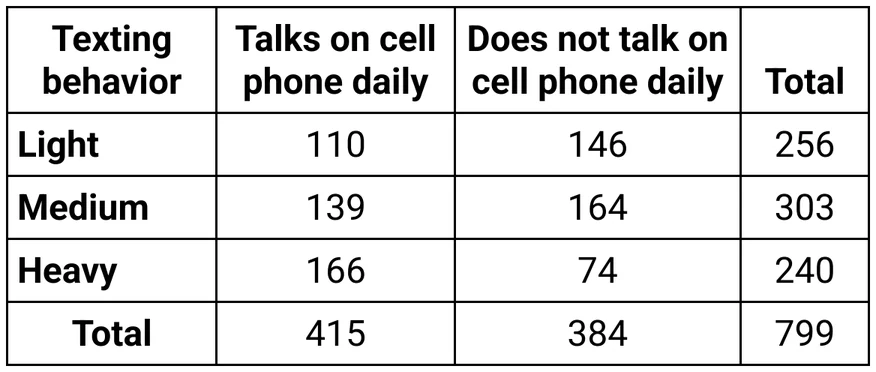 Texting behavior | Talks on cell phone daily | Does not talk on cell phone daily | Total
Light | 110 | 146 | 256
Medium | 139 | 164 | 303
Heavy | 166 | 74 | 240
Total | 415 | 384 | 799